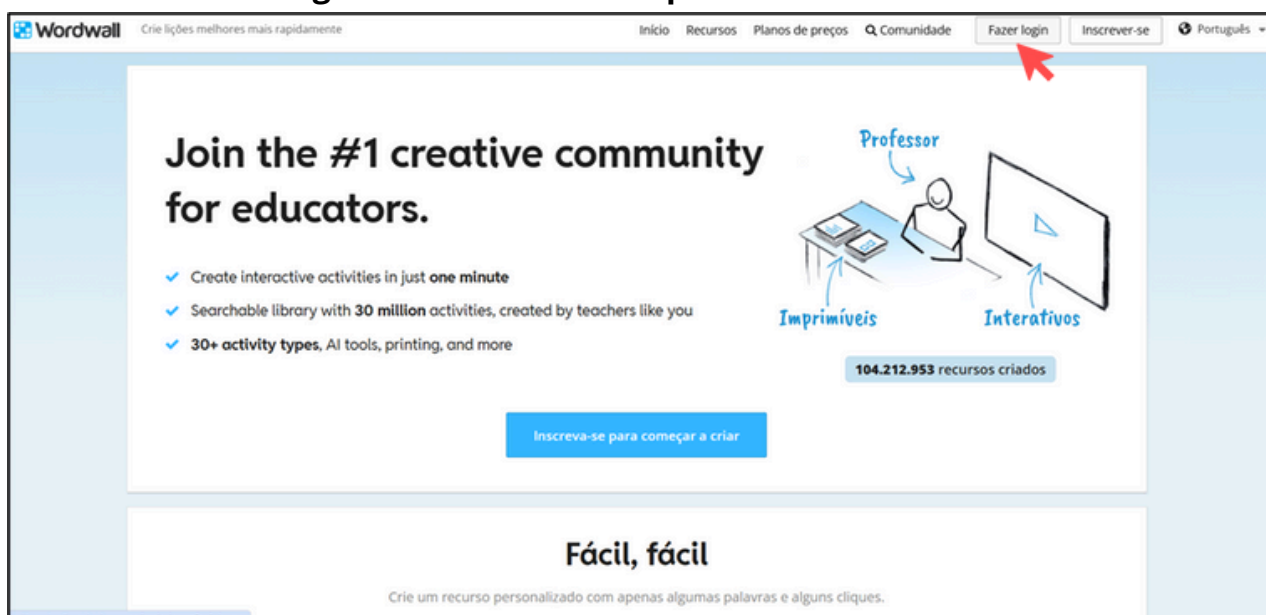 Wordwall
Crie lições melhores mais rapidamente
Início Recursos Planos de preços Comunidade Fazer login Inscrever-se Português
Join the #1 creative community
for educators.
Create interactive activities in just one minute
Searchable library with 30 million activities, created by teachers like you
30+ activity types, AI tools, printing, and more
Professor
Imprimíveis
Interativos
104.212.953 recursos criados
Inscreva-se para começar a criar
Fácil, fácil
Crie um recurso personalizado com apenas algumas palavras e alguns cliques.